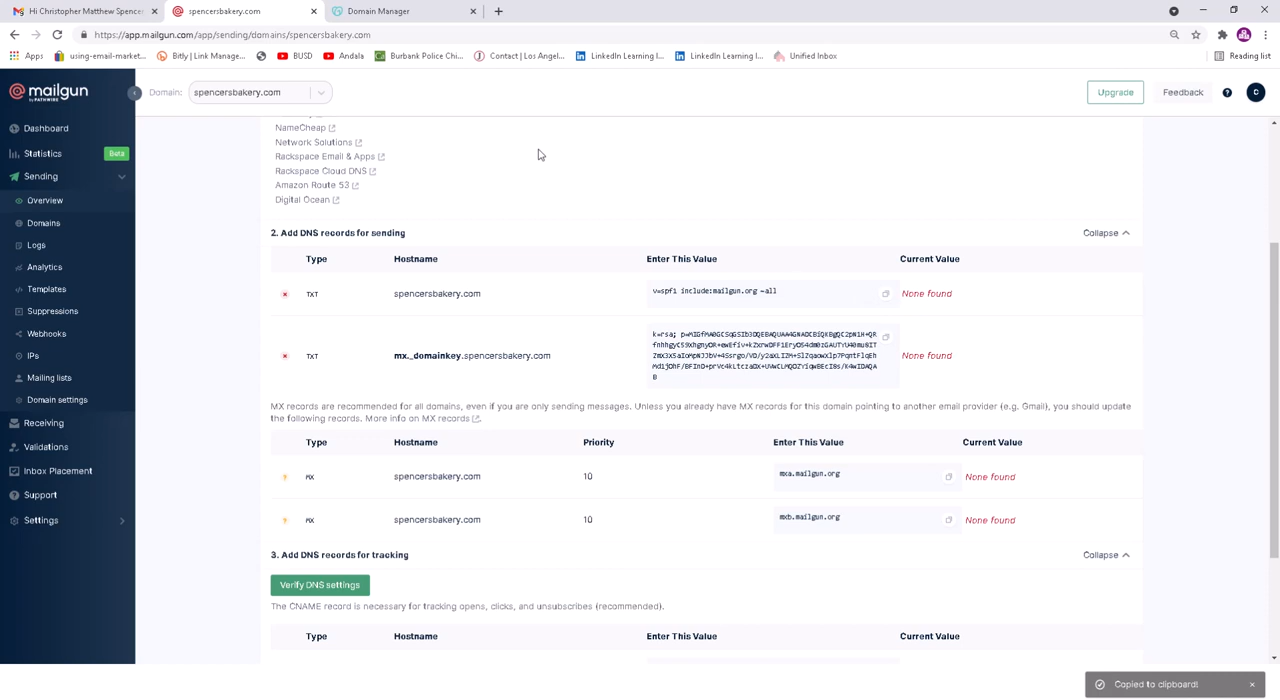 Hi Christopher Matthew Spencer
spencersbakery.com
Domain Manager
https://app.mailgun.com/app/sending/domains/spencersbakery.com
Apps
using-email-market...
Bitly | Link Manage...
BUSD
Andala
Burbank Police Chi...
Contact | Los Angel...
LinkedIn Learning I...
LinkedIn Learning I...
Unified Inbox
Reading list
mailgun
BY PATHWIRE
Domain:
spencersbakery.com
Upgrade
Feedback
C
Dashboard
Statistics
Beta
Sending
Overview
Domains
Logs
Analytics
Templates
Suppressions
Webhooks
IPs
Mailing lists
Domain settings
Receiving
Validations
Inbox Placement
Support
Settings
NameCheap
Network Solutions
Rackspace Email & Apps
Rackspace Cloud DNS
Amazon Route 53
Digital Ocean
2. Add DNS records for sending
Collapse
Type Hostname Enter This Value Current Value
TXT spencersbakery.com v=spf1 include:mailgun.org ~all None found
TXT mx._domainkey.spencersbakery.com None found
k=rsa;
MX records are recommended for all domains, even if you are only sending messages. Unless you already have MX records for this domain pointing to another email provider (e.g. Gmail), you should update
the following records. More info on MX records.
Type Hostname Priority Enter This Value Current Value
MX spencersbakery.com 10 mxa.mailgun.org None found
MX spencersbakery.com 10 mxb.mailgun.org None found
3. Add DNS records for tracking
Collapse
Verify DNS settings
The CNAME record is necessary for tracking opens, clicks, and unsubscribes (recommended).
Type Hostname Enter This Value Current Value
Copied to clipboard!